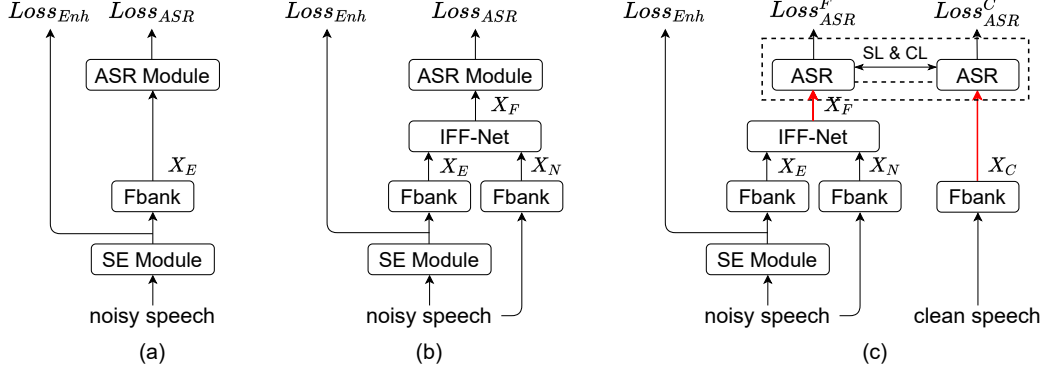 Loss_Enh Loss_ASR Loss_Enh Loss_ASR Loss_Enh Loss^F_ASR Loss^C_ASR
SL & CL
ASR Module ASR Module ASR ASR
X_F X_F
IFF-Net IFF-Net
X_E X_E X_N X_E X_N X_C
Fbank Fbank Fbank Fbank Fbank Fbank
SE Module SE Module SE Module
noisy speech noisy speech noisy speech clean speech
(a) (b) (c)